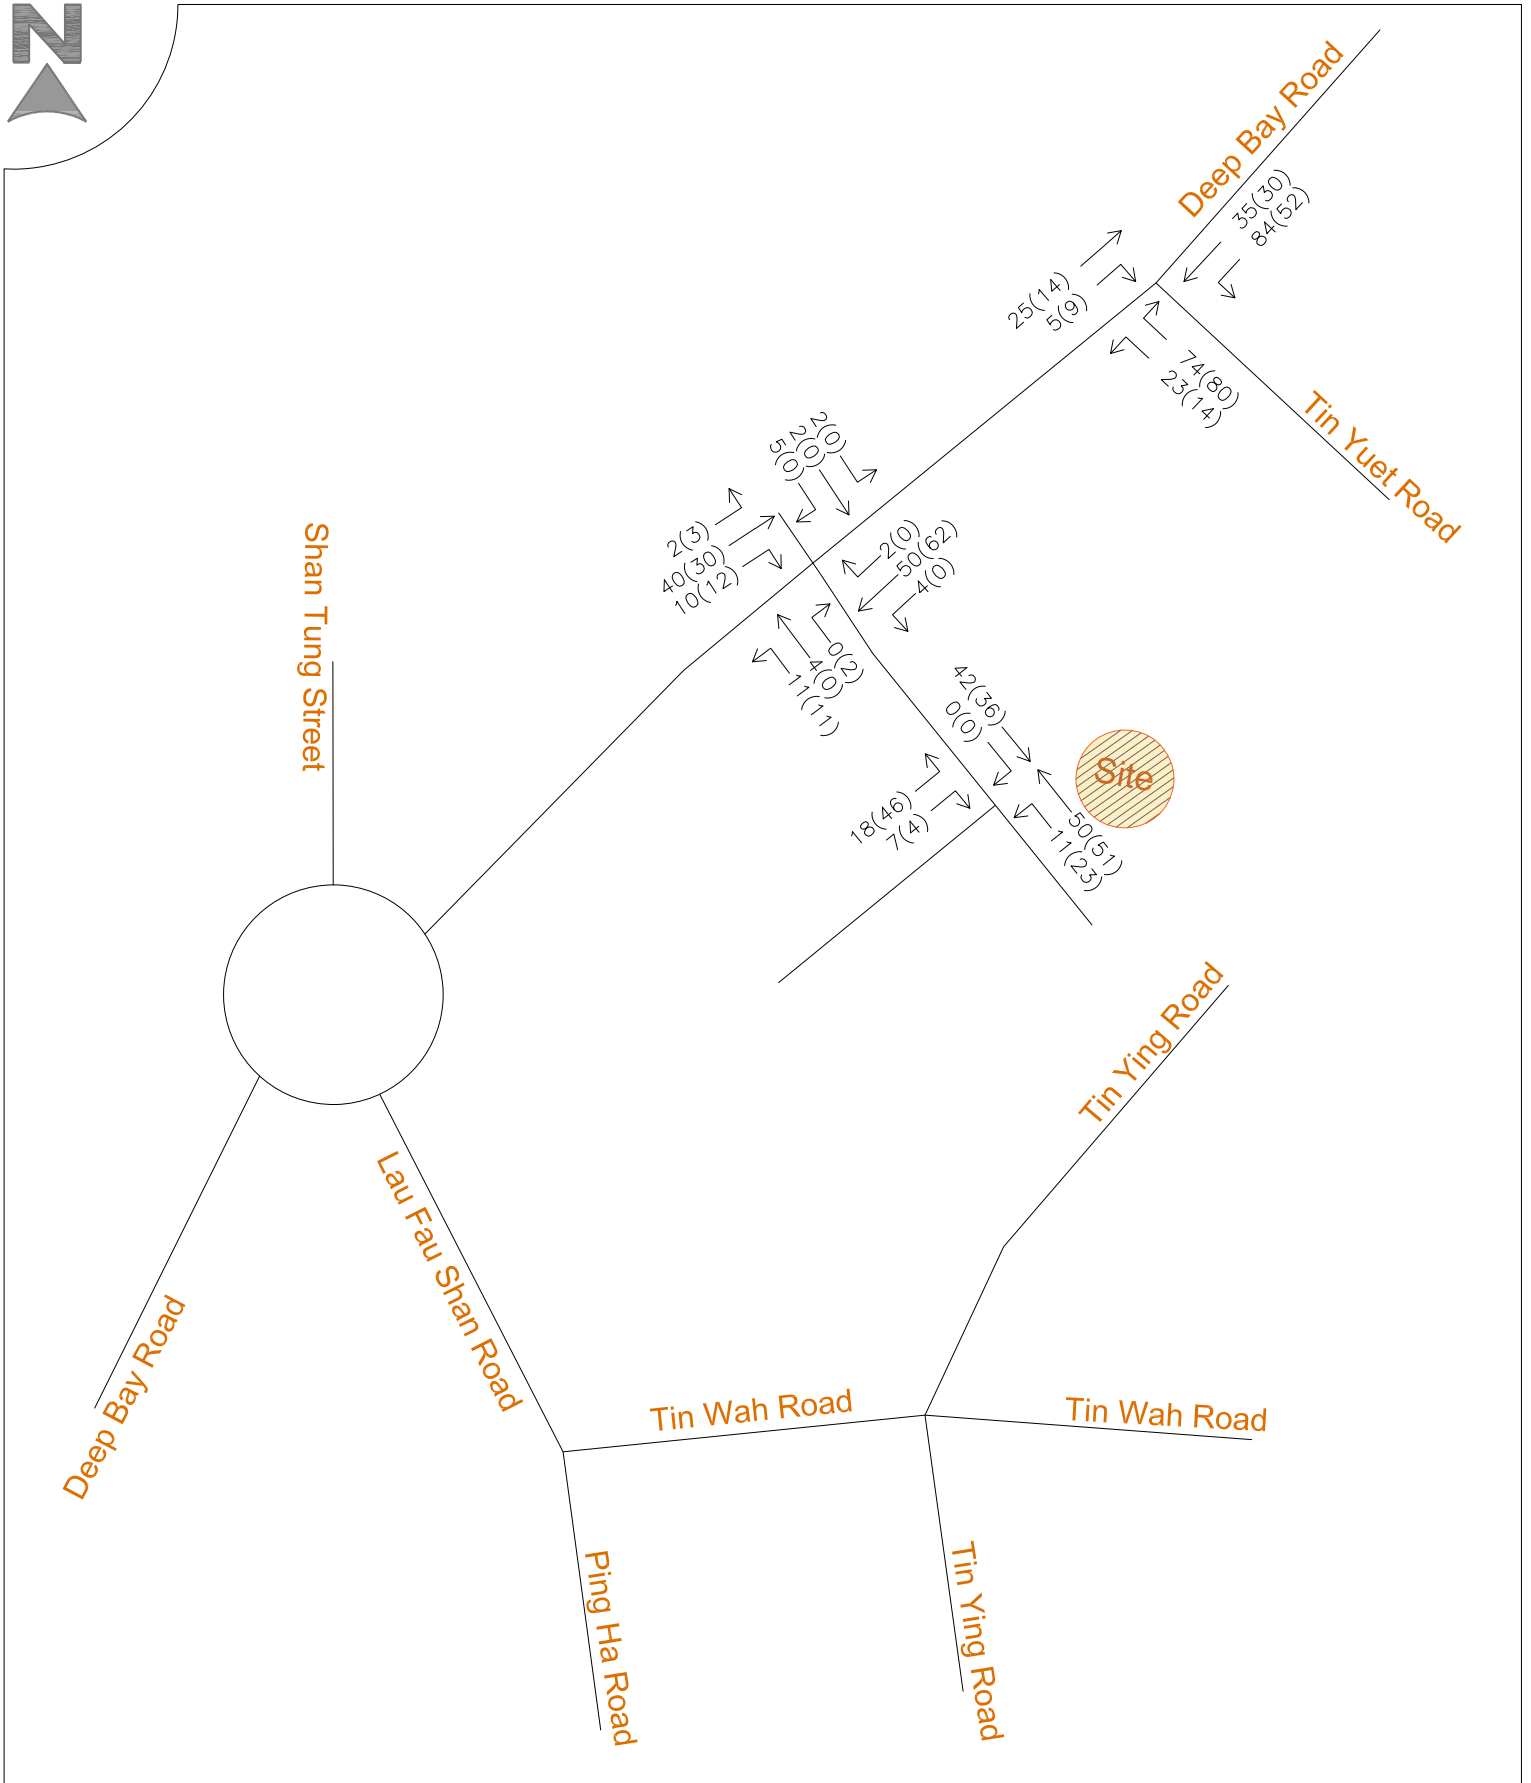 N
Deep Bay Road
35(30)
84(52)
25(14)
5(9)
74(80)
23(14)
Tin Yuet Road
2(0)
2(0)
5(0)
2(3)
40(30)
10(12)
2(0)
50(62)
4(0)
0(2)
4(0)
11(11)
Shan Tung Street
42(36)
0(0)
Site
18(46)
7(4)
50(51)
11(23)
Tin Ying Road
Lau Fau Shan Road
Deep Bay Road
Tin Wah Road
Tin Wah Road
Ping Ha Road
Tin Ying Road